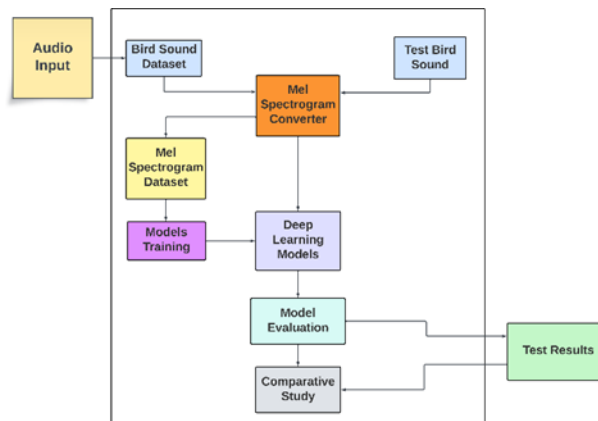 Audio
Input
Bird Sound
Dataset
Test Bird
Sound
Mel
Spectrogram
Converter
Mel
Spectrogram
Dataset
Models
Training
Deep
Learning
Models
Model
Evaluation
Test Results
Comparative
Study